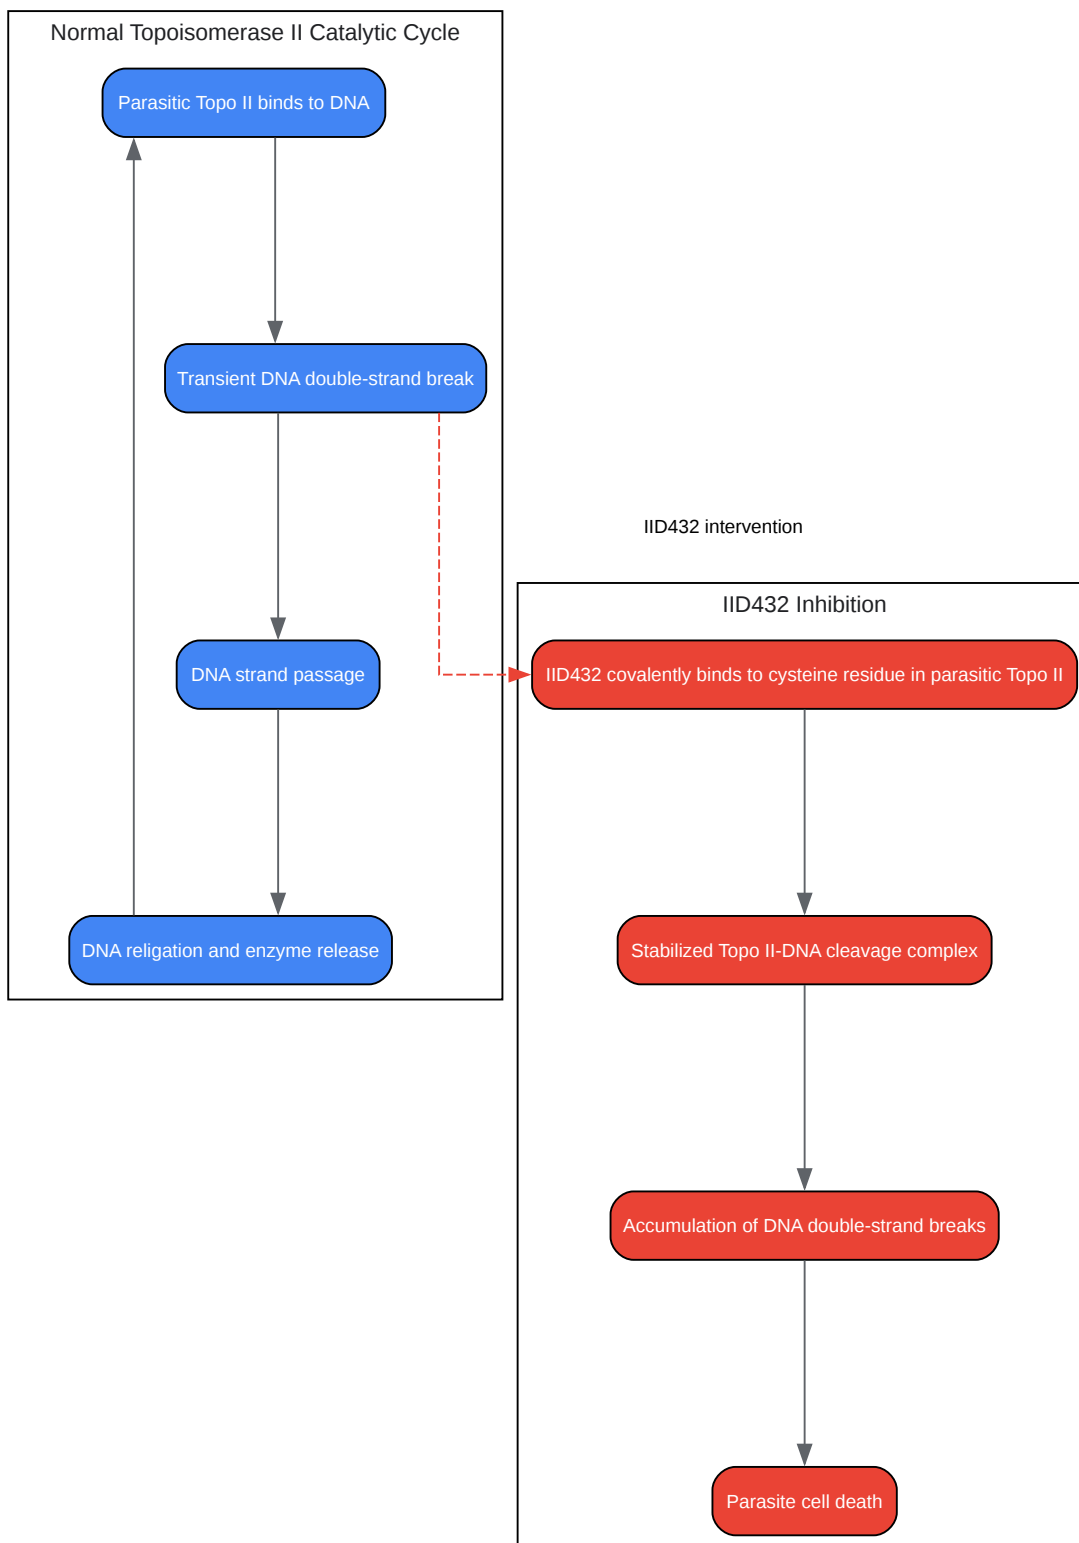 Normal Topoisomerase II Catalytic Cycle
Parasitic Topo II binds to DNA
Transient DNA double-strand break
DNA strand passage
DNA religation and enzyme release
IID432 intervention
IID432 Inhibition
IID432 covalently binds to cysteine residue in parasitic Topo II
Stabilized Topo II-DNA cleavage complex
Accumulation of DNA double-strand breaks
Parasite cell death